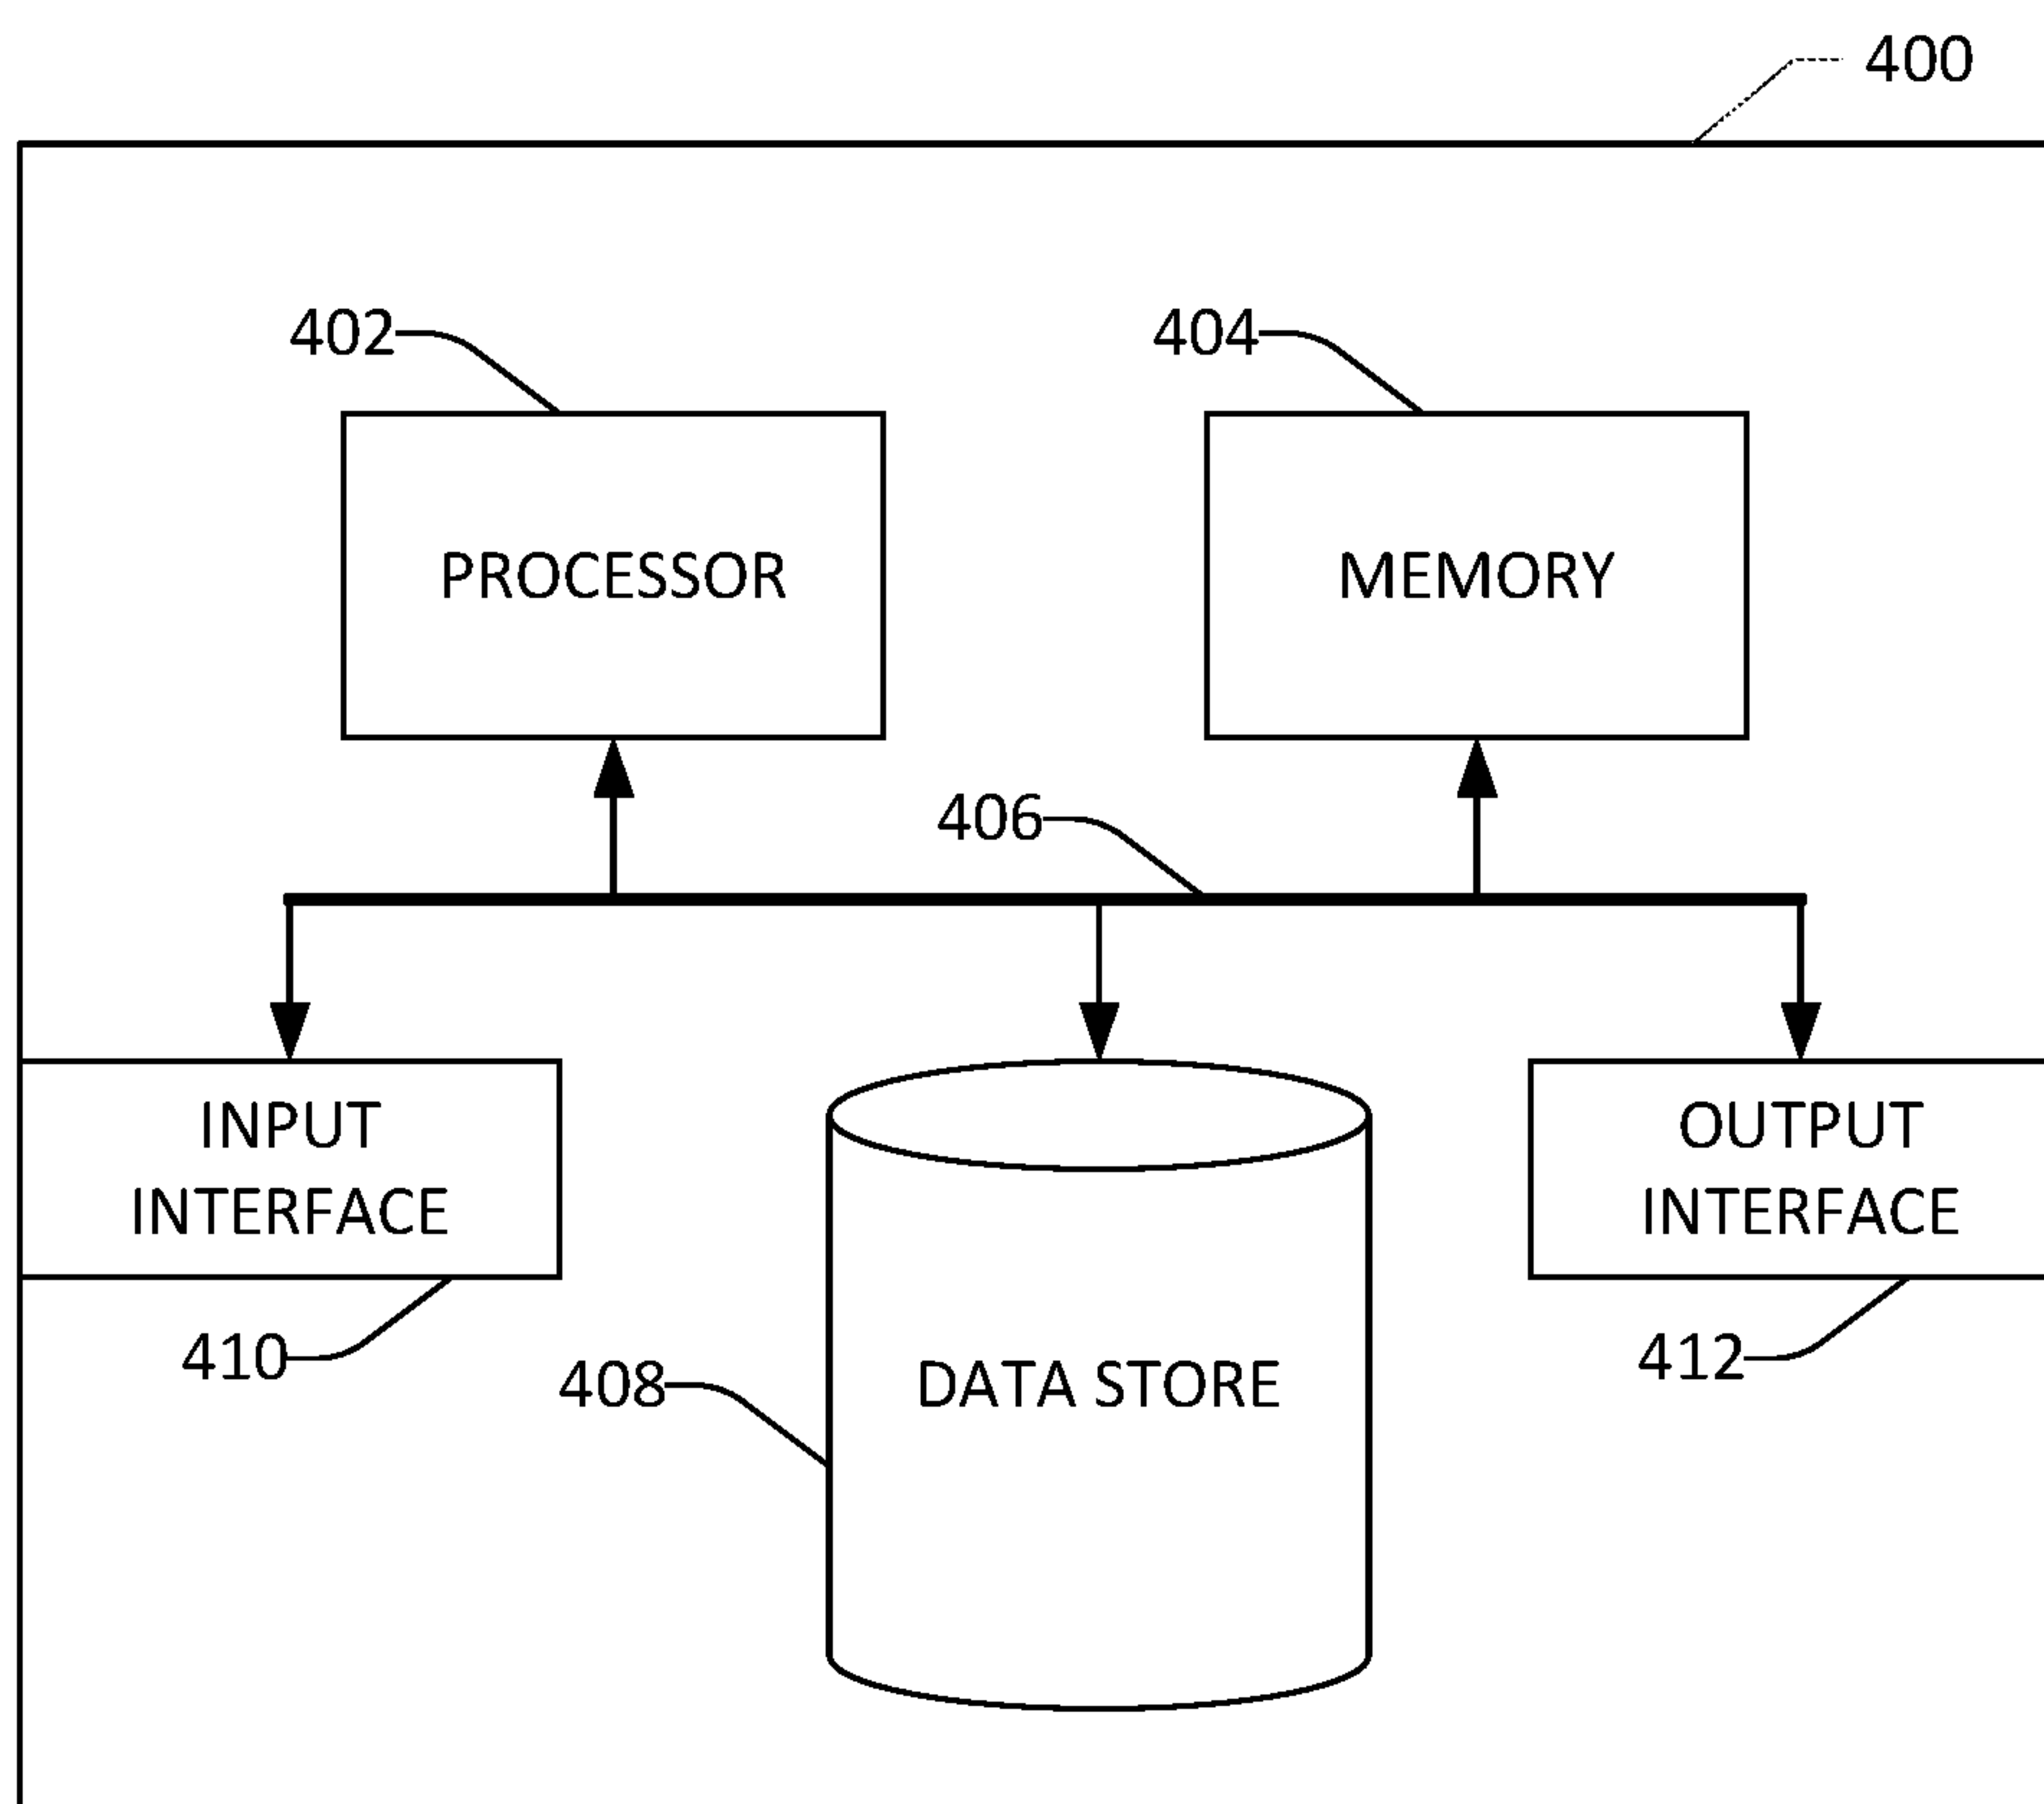 400
402
404
PROCESSOR
MEMORY
406
INPUT
INTERFACE
OUTPUT
INTERFACE
410
408
DATA STORE
412